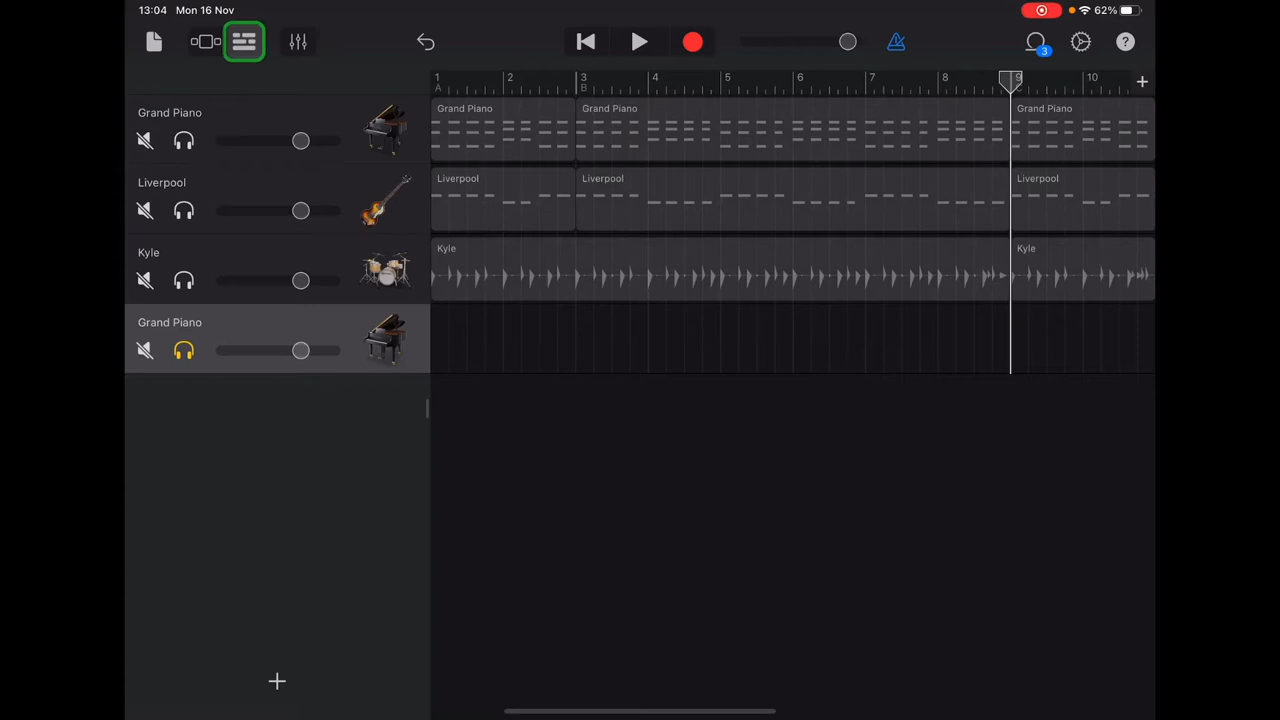 13:04 Mon 16 Nov 62%
3
1 2 3 4 5 6 7 8 9 10
A B C
Grand Piano Grand Piano Grand Piano Grand Piano
Liverpool Liverpool Liverpool Liverpool
Kyle Kyle Kyle
Grand Piano